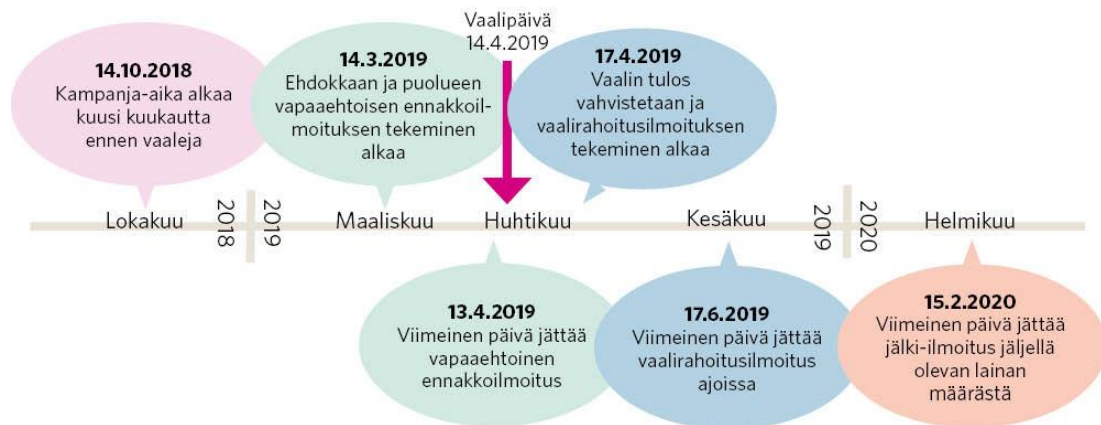 Vaalipäivä
14.4.2019
14.10.2018
Kampanja-aika alkaa
kuusi kuukautta
ennen vaaleja
14.3.2019
Ehdokkaan ja puolueen
vapaaehtoisen ennakkoil-
moituksen tekeminen
alkaa
17.4.2019
Vaalin tulos
vahvistetaan ja
vaalirahoitusilmoituksen
tekeminen alkaa
Lokakuu
2018
2019
Maaliskuu
Huhtikuu
Kesäkuu
2019
2020
Helmikuu
13.4.2019
Viimeinen päivä jättää
vapaaehtoinen
ennakkoilmoitus
17.6.2019
Viimeinen päivä jättää
vaalirahoitusilmoitus
ajoissa
15.2.2020
Viimeinen päivä jättää
jälki-ilmoitus jäljellä
olevan lainan
määrästä